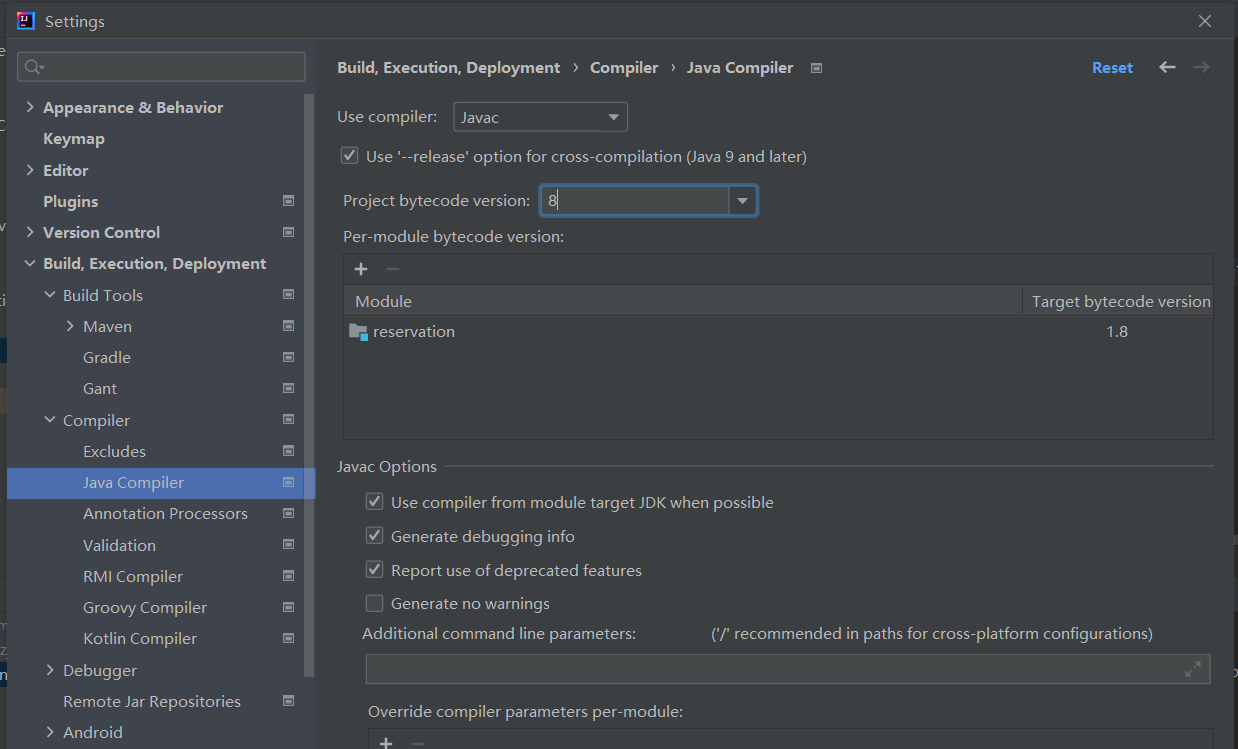 Settings
Appearance & Behavior
Keymap
Editor
Plugins
Version Control
Build, Execution, Deployment
Build Tools
Maven
Gradle
Gant
Compiler
Excludes
Java Compiler
Annotation Processors
Validation
RMI Compiler
Groovy Compiler
Kotlin Compiler
Debugger
Remote Jar Repositories
Android
Build, Execution, Deployment › Compiler › Java Compiler
Reset
Use compiler: Javac
Use '--release' option for cross-compilation (Java 9 and later)
Project bytecode version: 8
Per-module bytecode version:
Module Target bytecode version
reservation 1.8
Javac Options
Use compiler from module target JDK when possible
Generate debugging info
Report use of deprecated features
Generate no warnings
Additional command line parameters: ('/' recommended in paths for cross-platform configurations)
Override compiler parameters per-module: